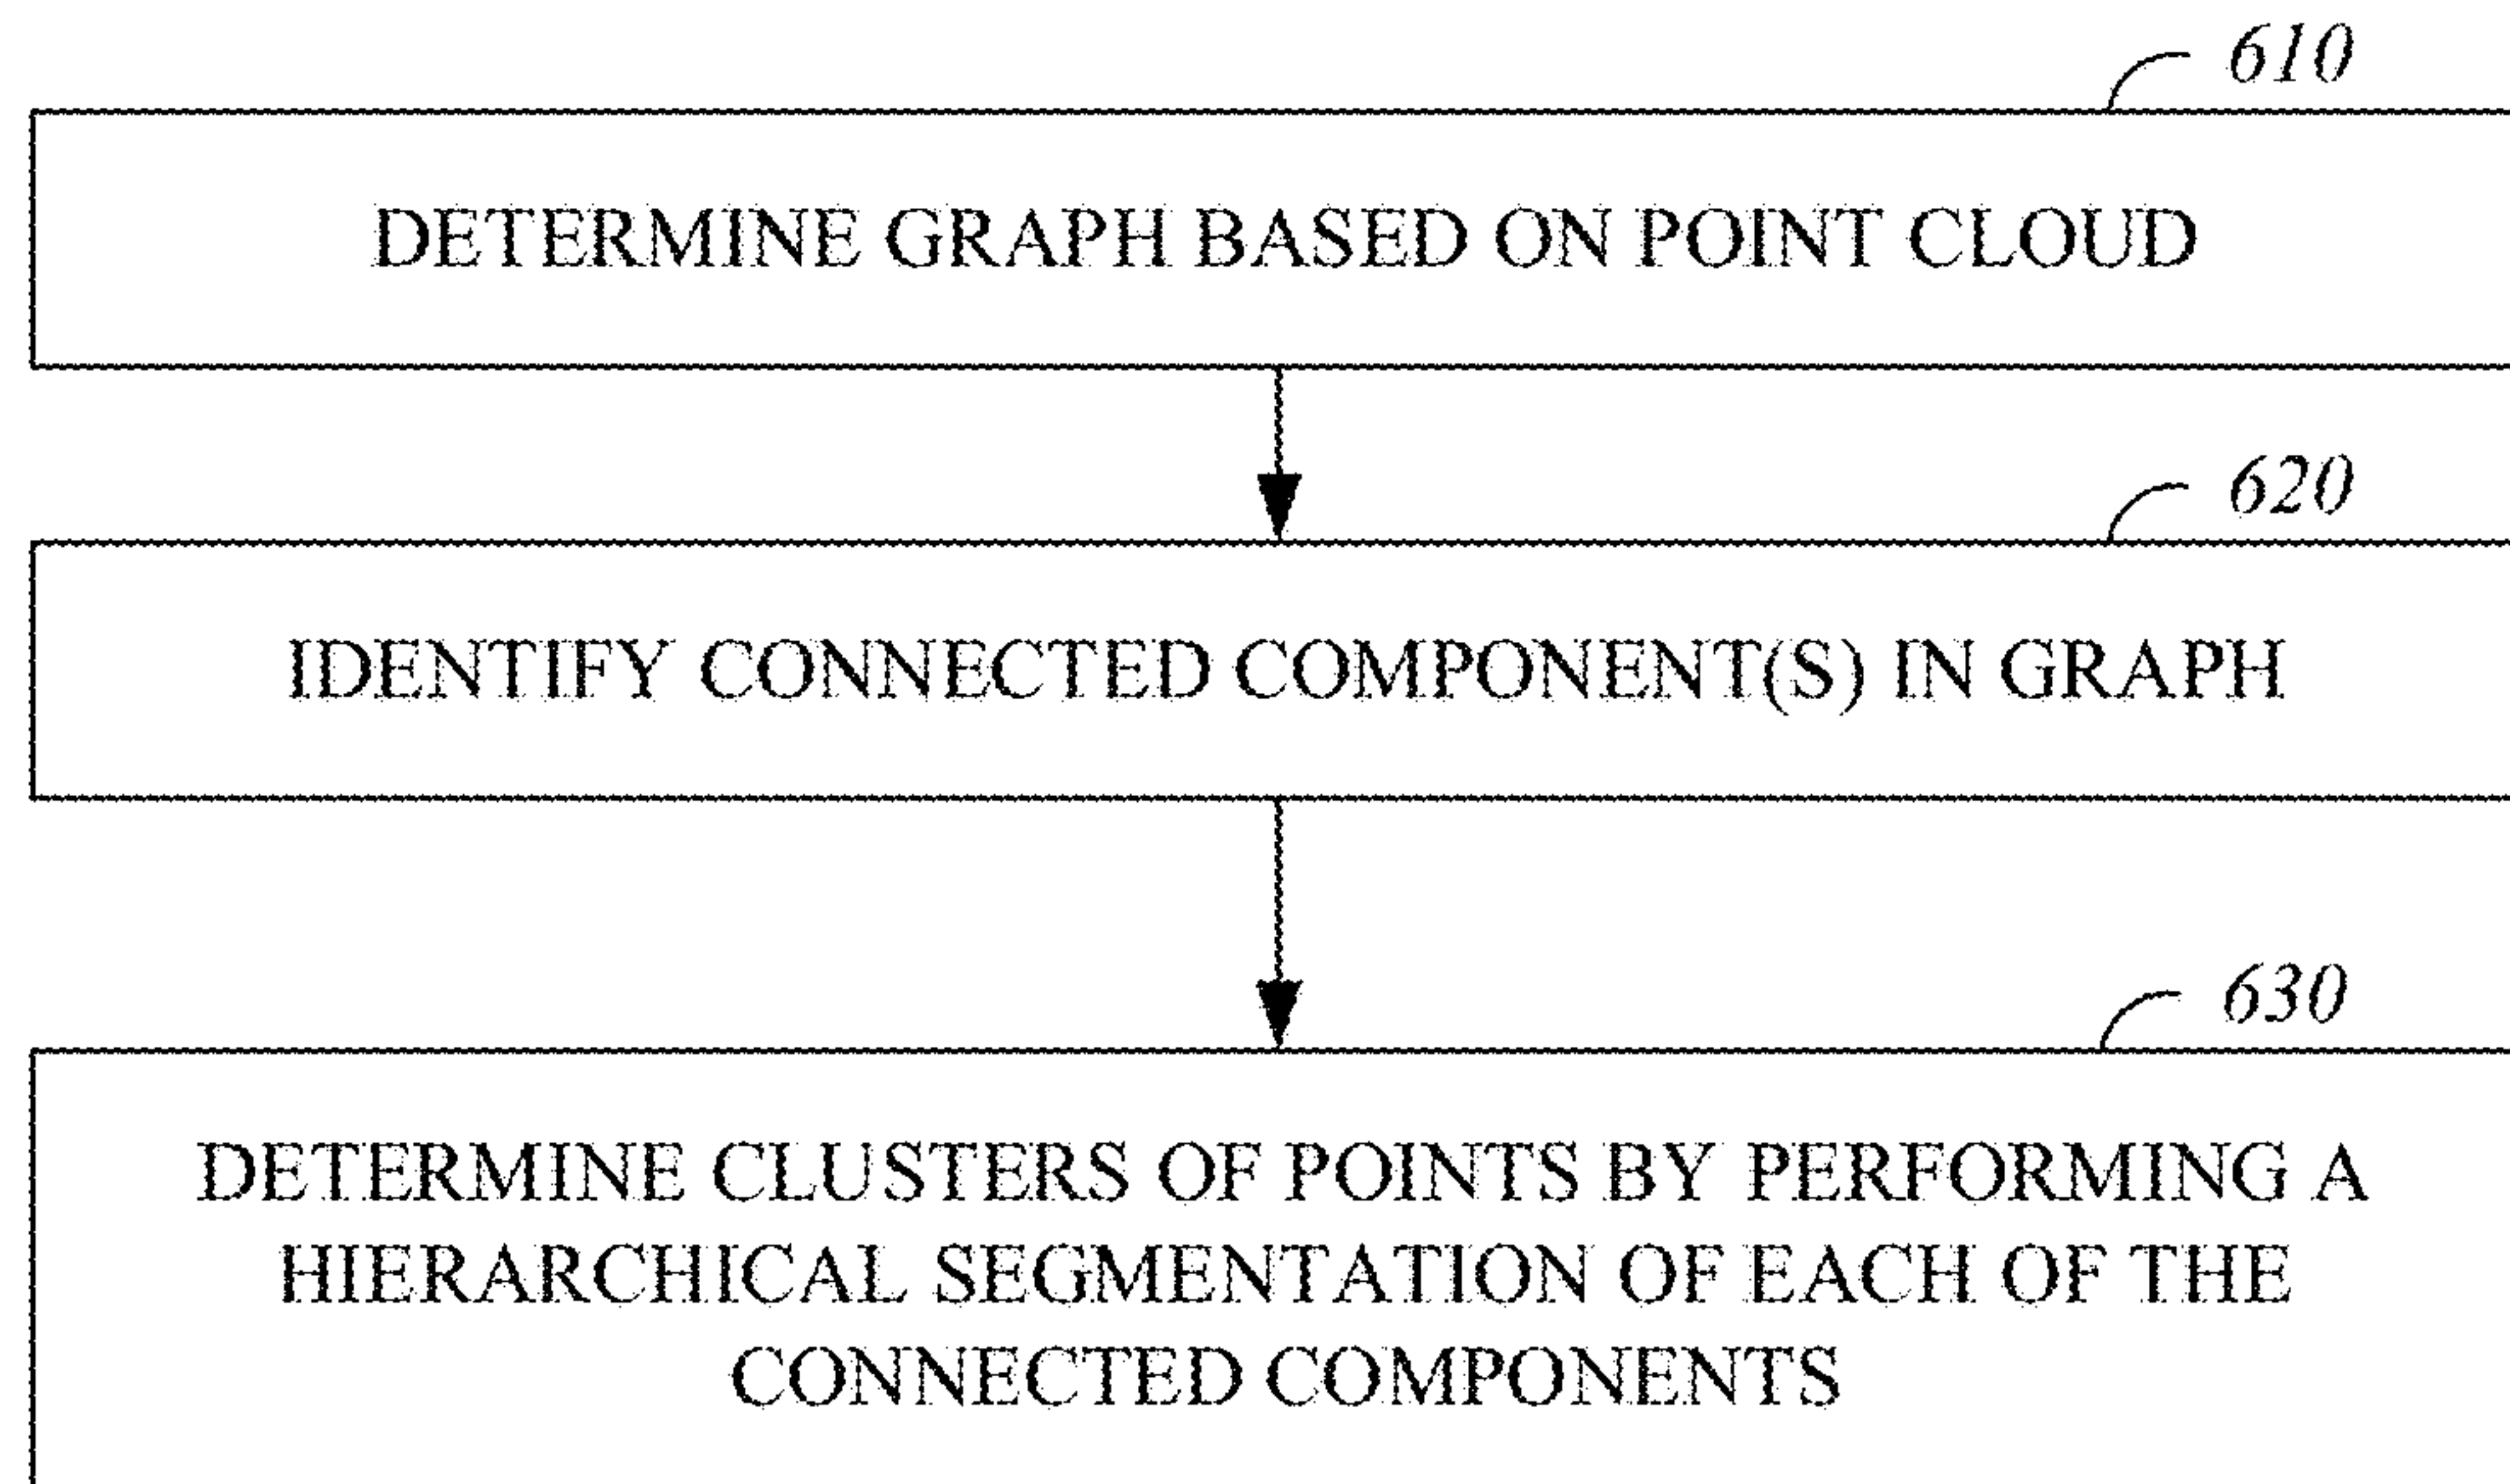 610
DETERMINE GRAPH BASED ON POINT CLOUD
620
IDENTIFY CONNECTED COMPONENT(S) IN GRAPH
630
DETERMINE CLUSTERS OF POINTS BY PERFORMING A
HIERARCHICAL SEGMENTATION OF EACH OF THE
CONNECTED COMPONENTS